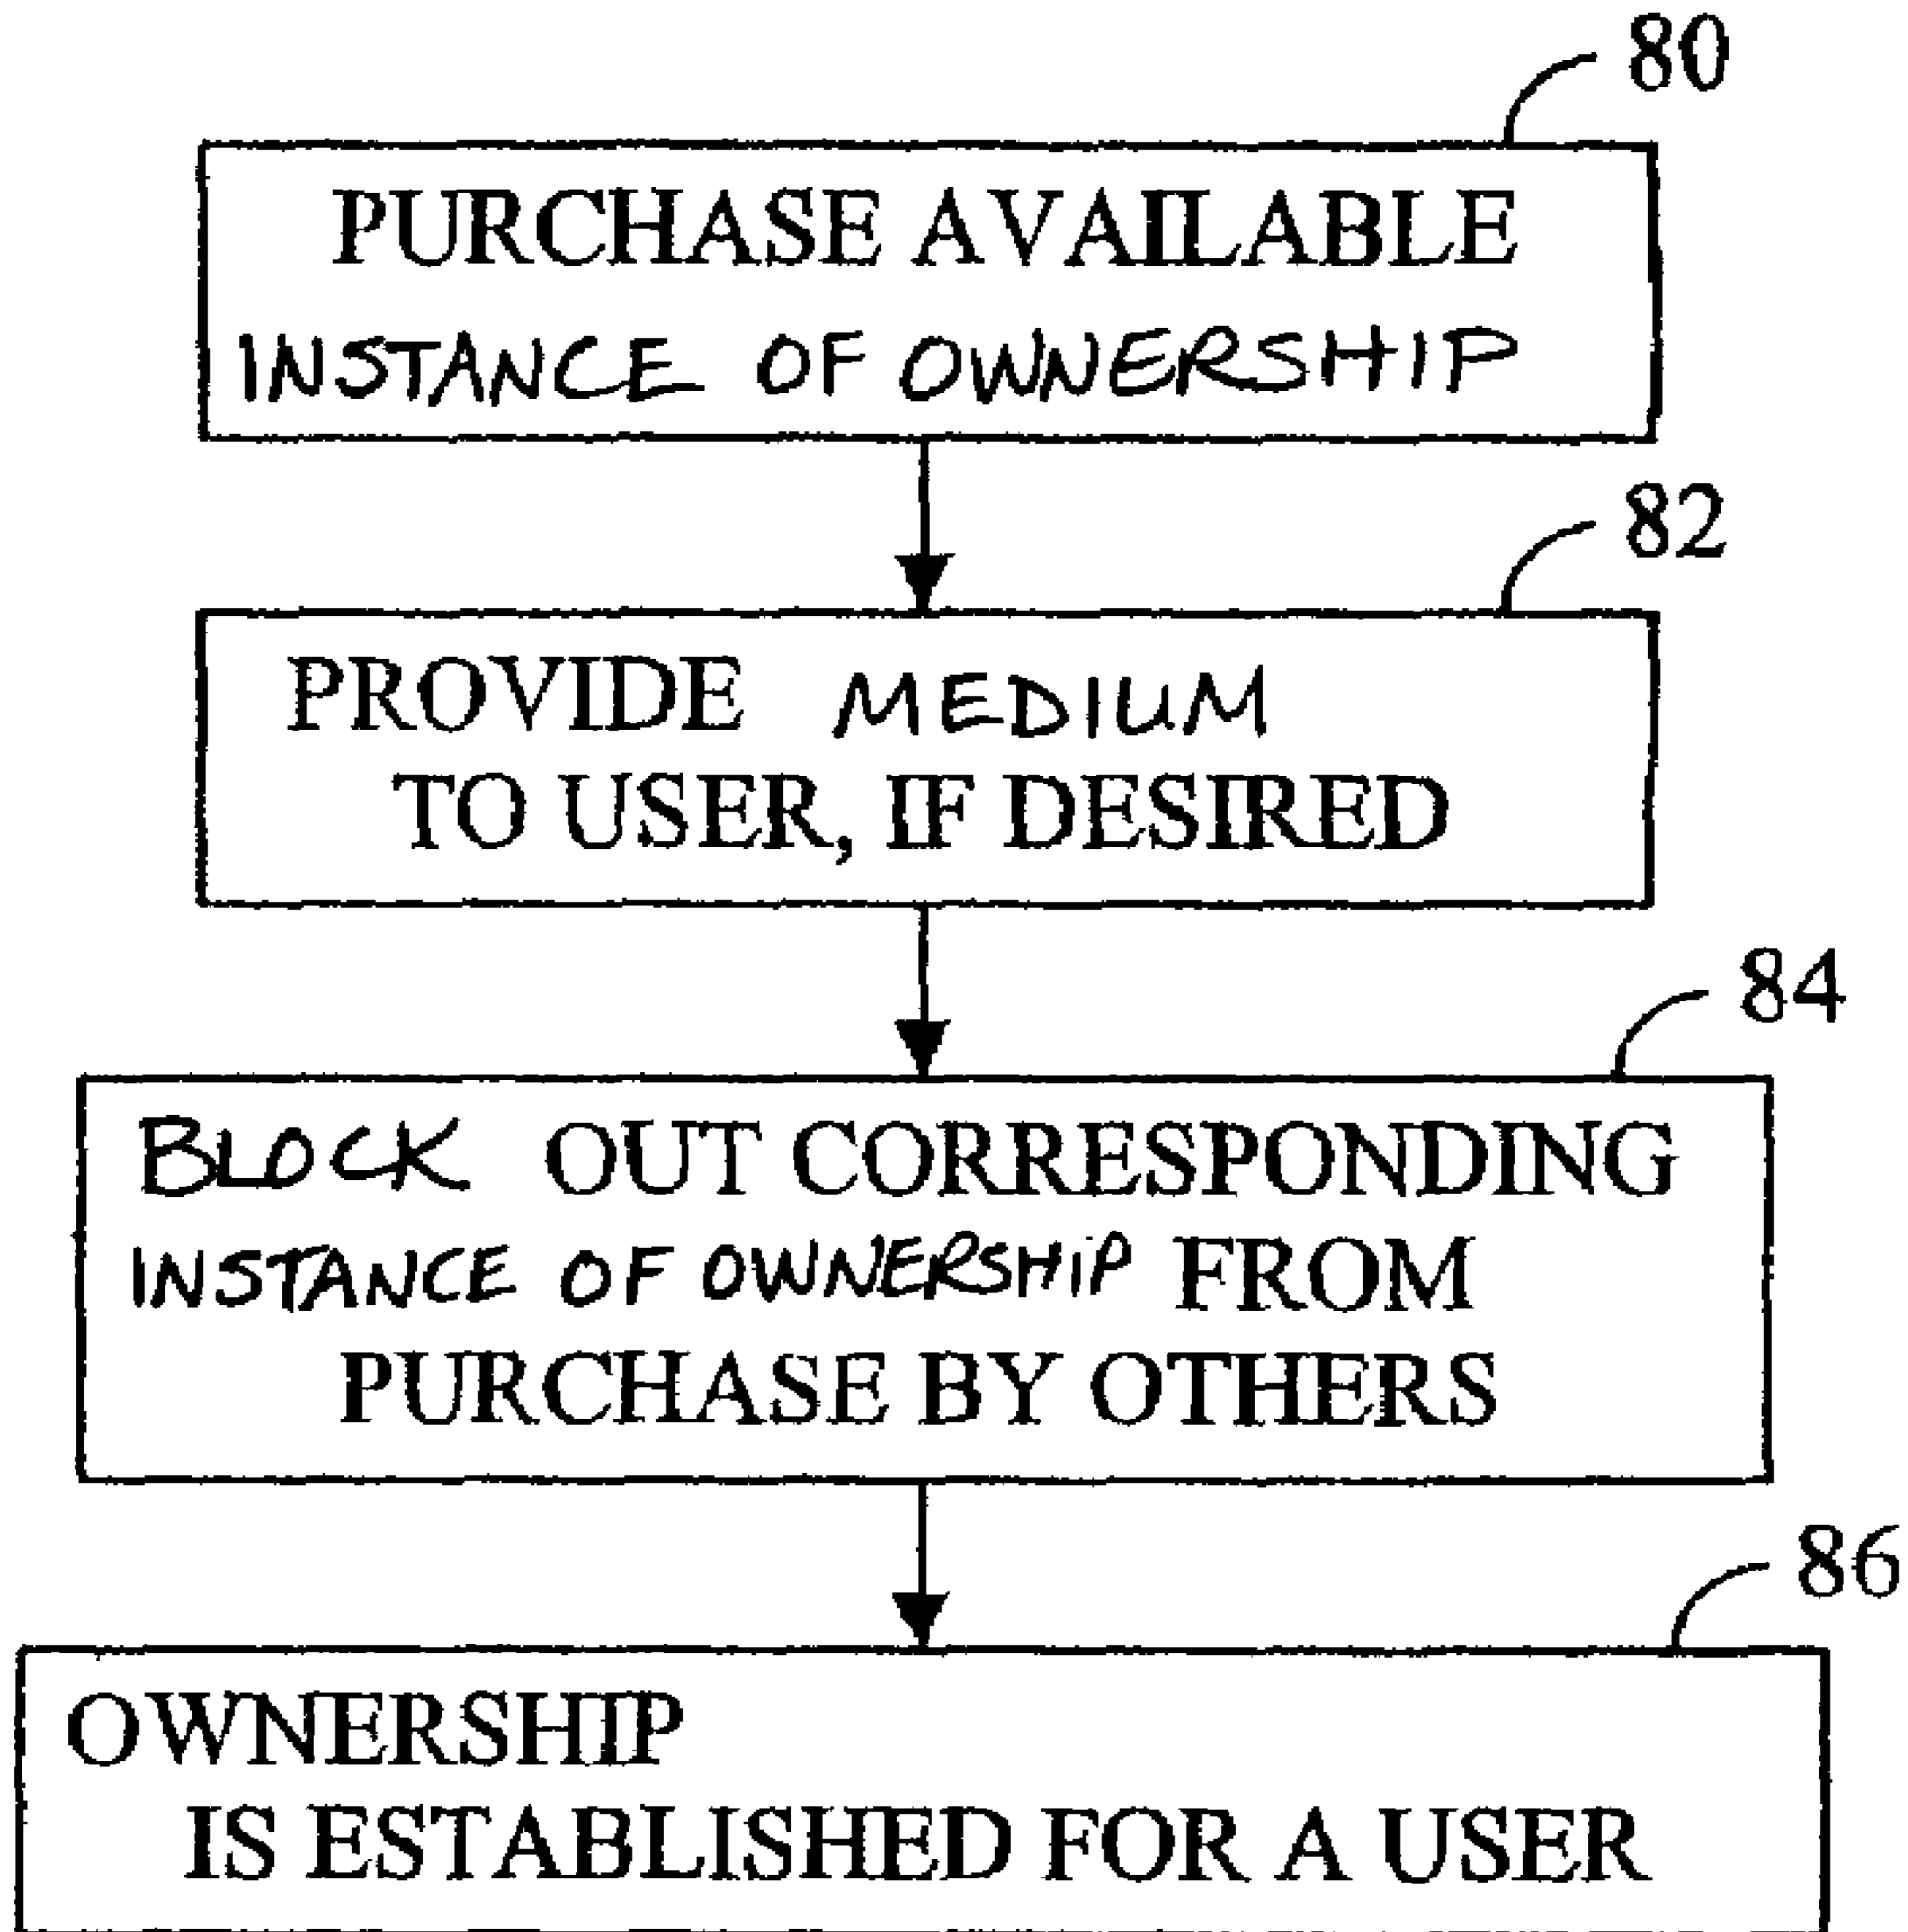 80
PURCHASE AVAILABLE
INSTANCE OF OWNERSHIP
82
PROVIDE MEDIUM
TO USER, IF DESIRED
84
BLOCK OUT CORRESPONDING
INSTANCE OF OWNERSHIP FROM
PURCHASE BY OTHERS
86
OWNERSHIP
IS ESTABLISHED FOR A USER